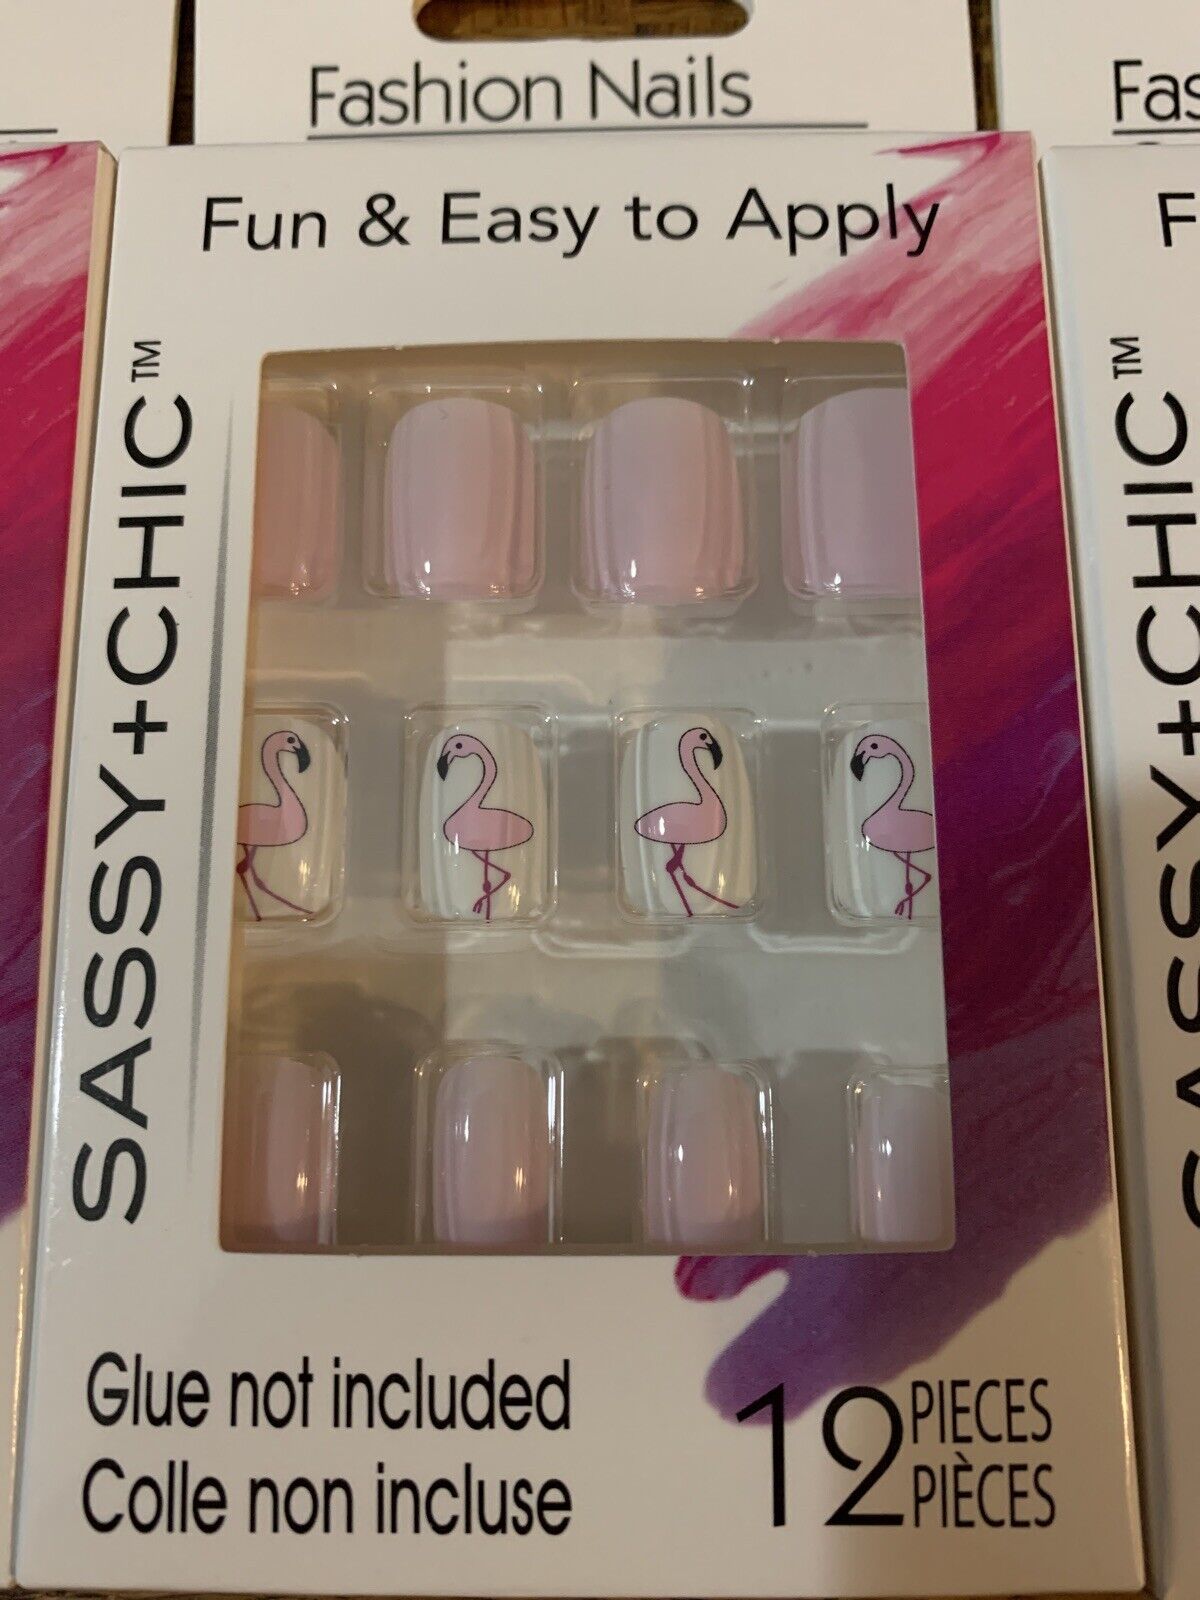 Fashion Nails
Fas
Fun & Easy to Apply
F
SASSY+CHIC™
SASSY+CHIC™
Glue not included
Colle non incluse
12 PIECES
PIÈCES